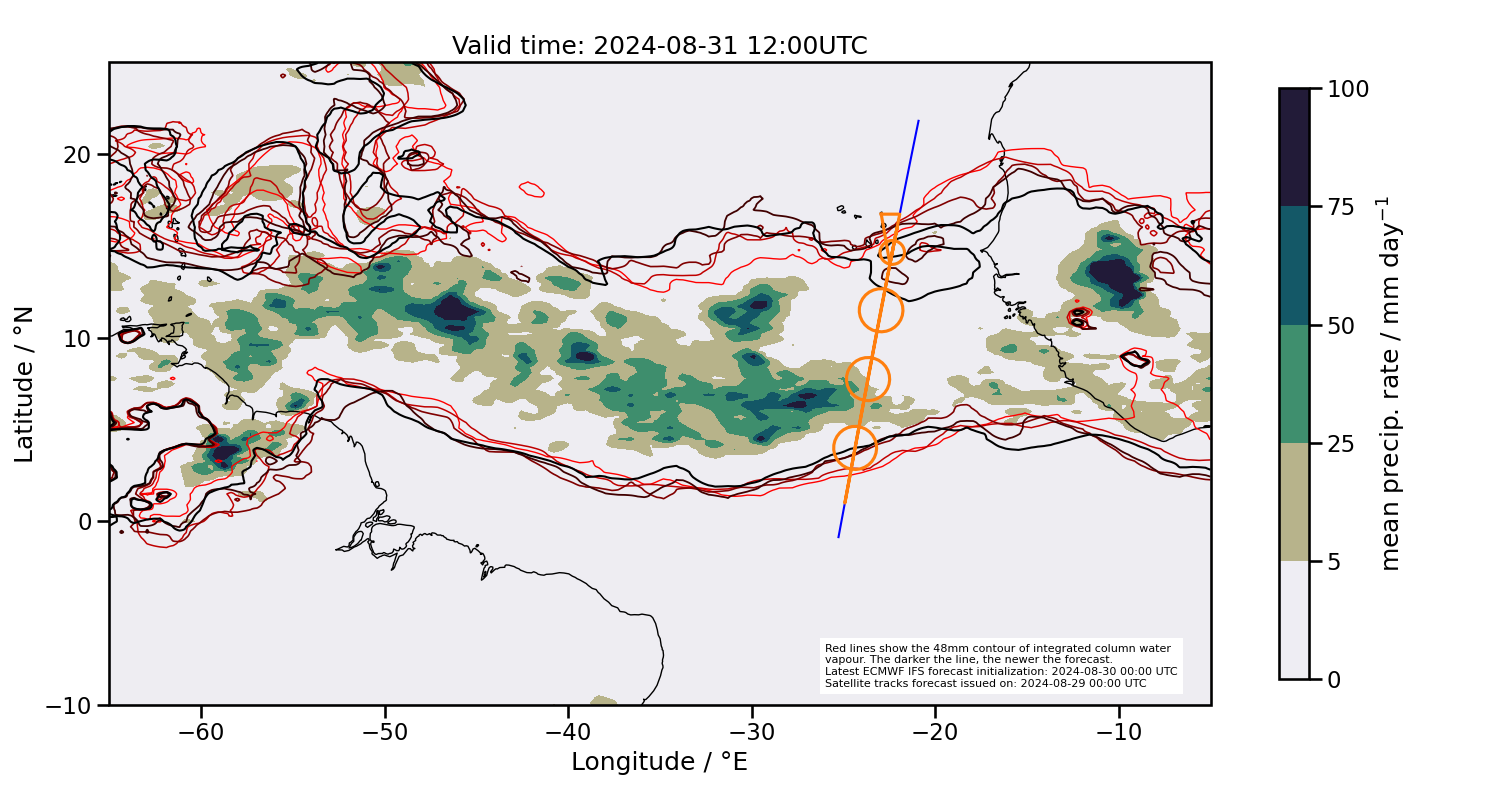 Valid time: 2024-08-31 12:00UTC
20
10
0
−10
Latitude / °N
−60
−50
−40
−30
−20
−10
Longitude / °E
Red lines show the 48mm contour of integrated column water
vapour. The darker the line, the newer the forecast.
Latest ECMWF IFS forecast initialization: 2024-08-30 00:00 UTC
Satellite tracks forecast issued on: 2024-08-29 00:00 UTC
100
75
50
25
5
0
mean precip. rate / mm day⁻¹